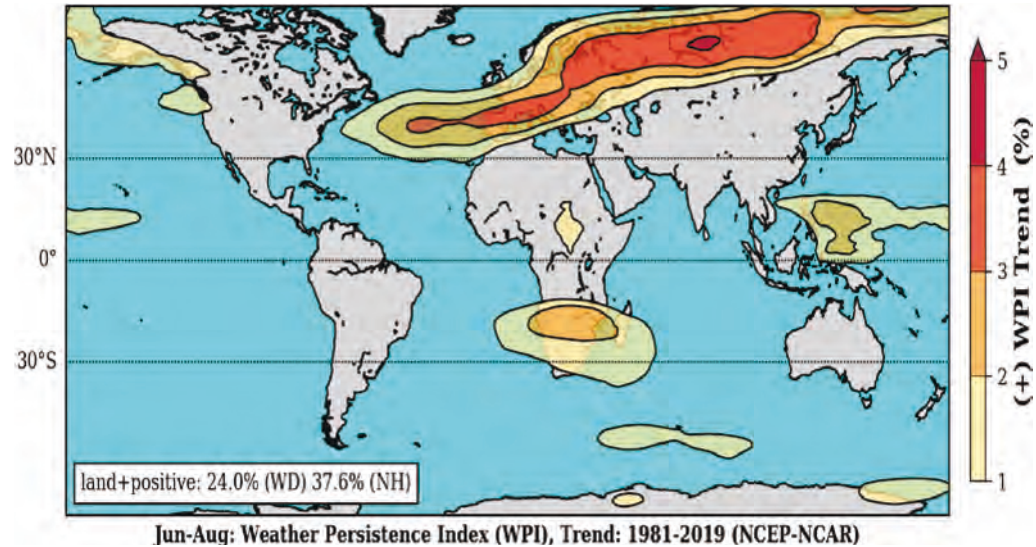 30°N
0°
30°S
land+positive: 24.0% (WD) 37.6% (NH)
Jun-Aug: Weather Persistence Index (WPI), Trend: 1981-2019 (NCEP-NCAR)
5
4
3
2
1
(+) WPI Trend (%)